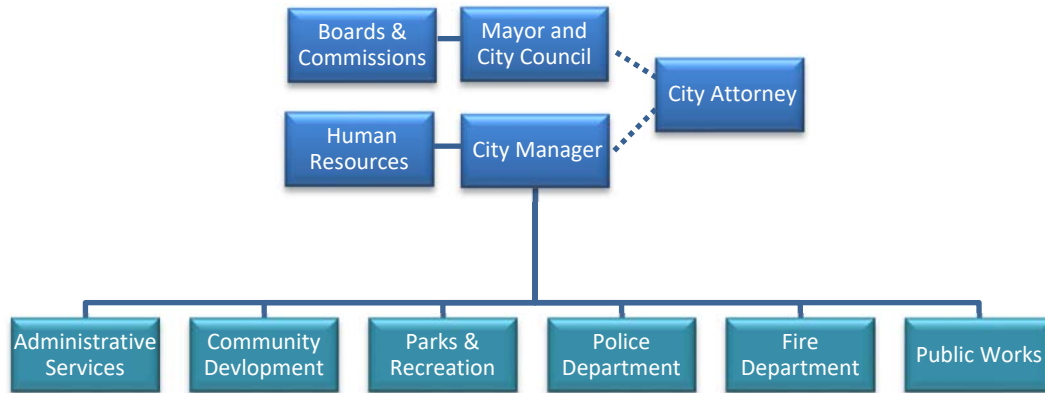 Boards &
Commissions
Mayor and
City Council
City Attorney
Human
Resources
City Manager
Administrative
Services
Community
Devlopment
Parks &
Recreation
Police
Department
Fire
Department
Public Works